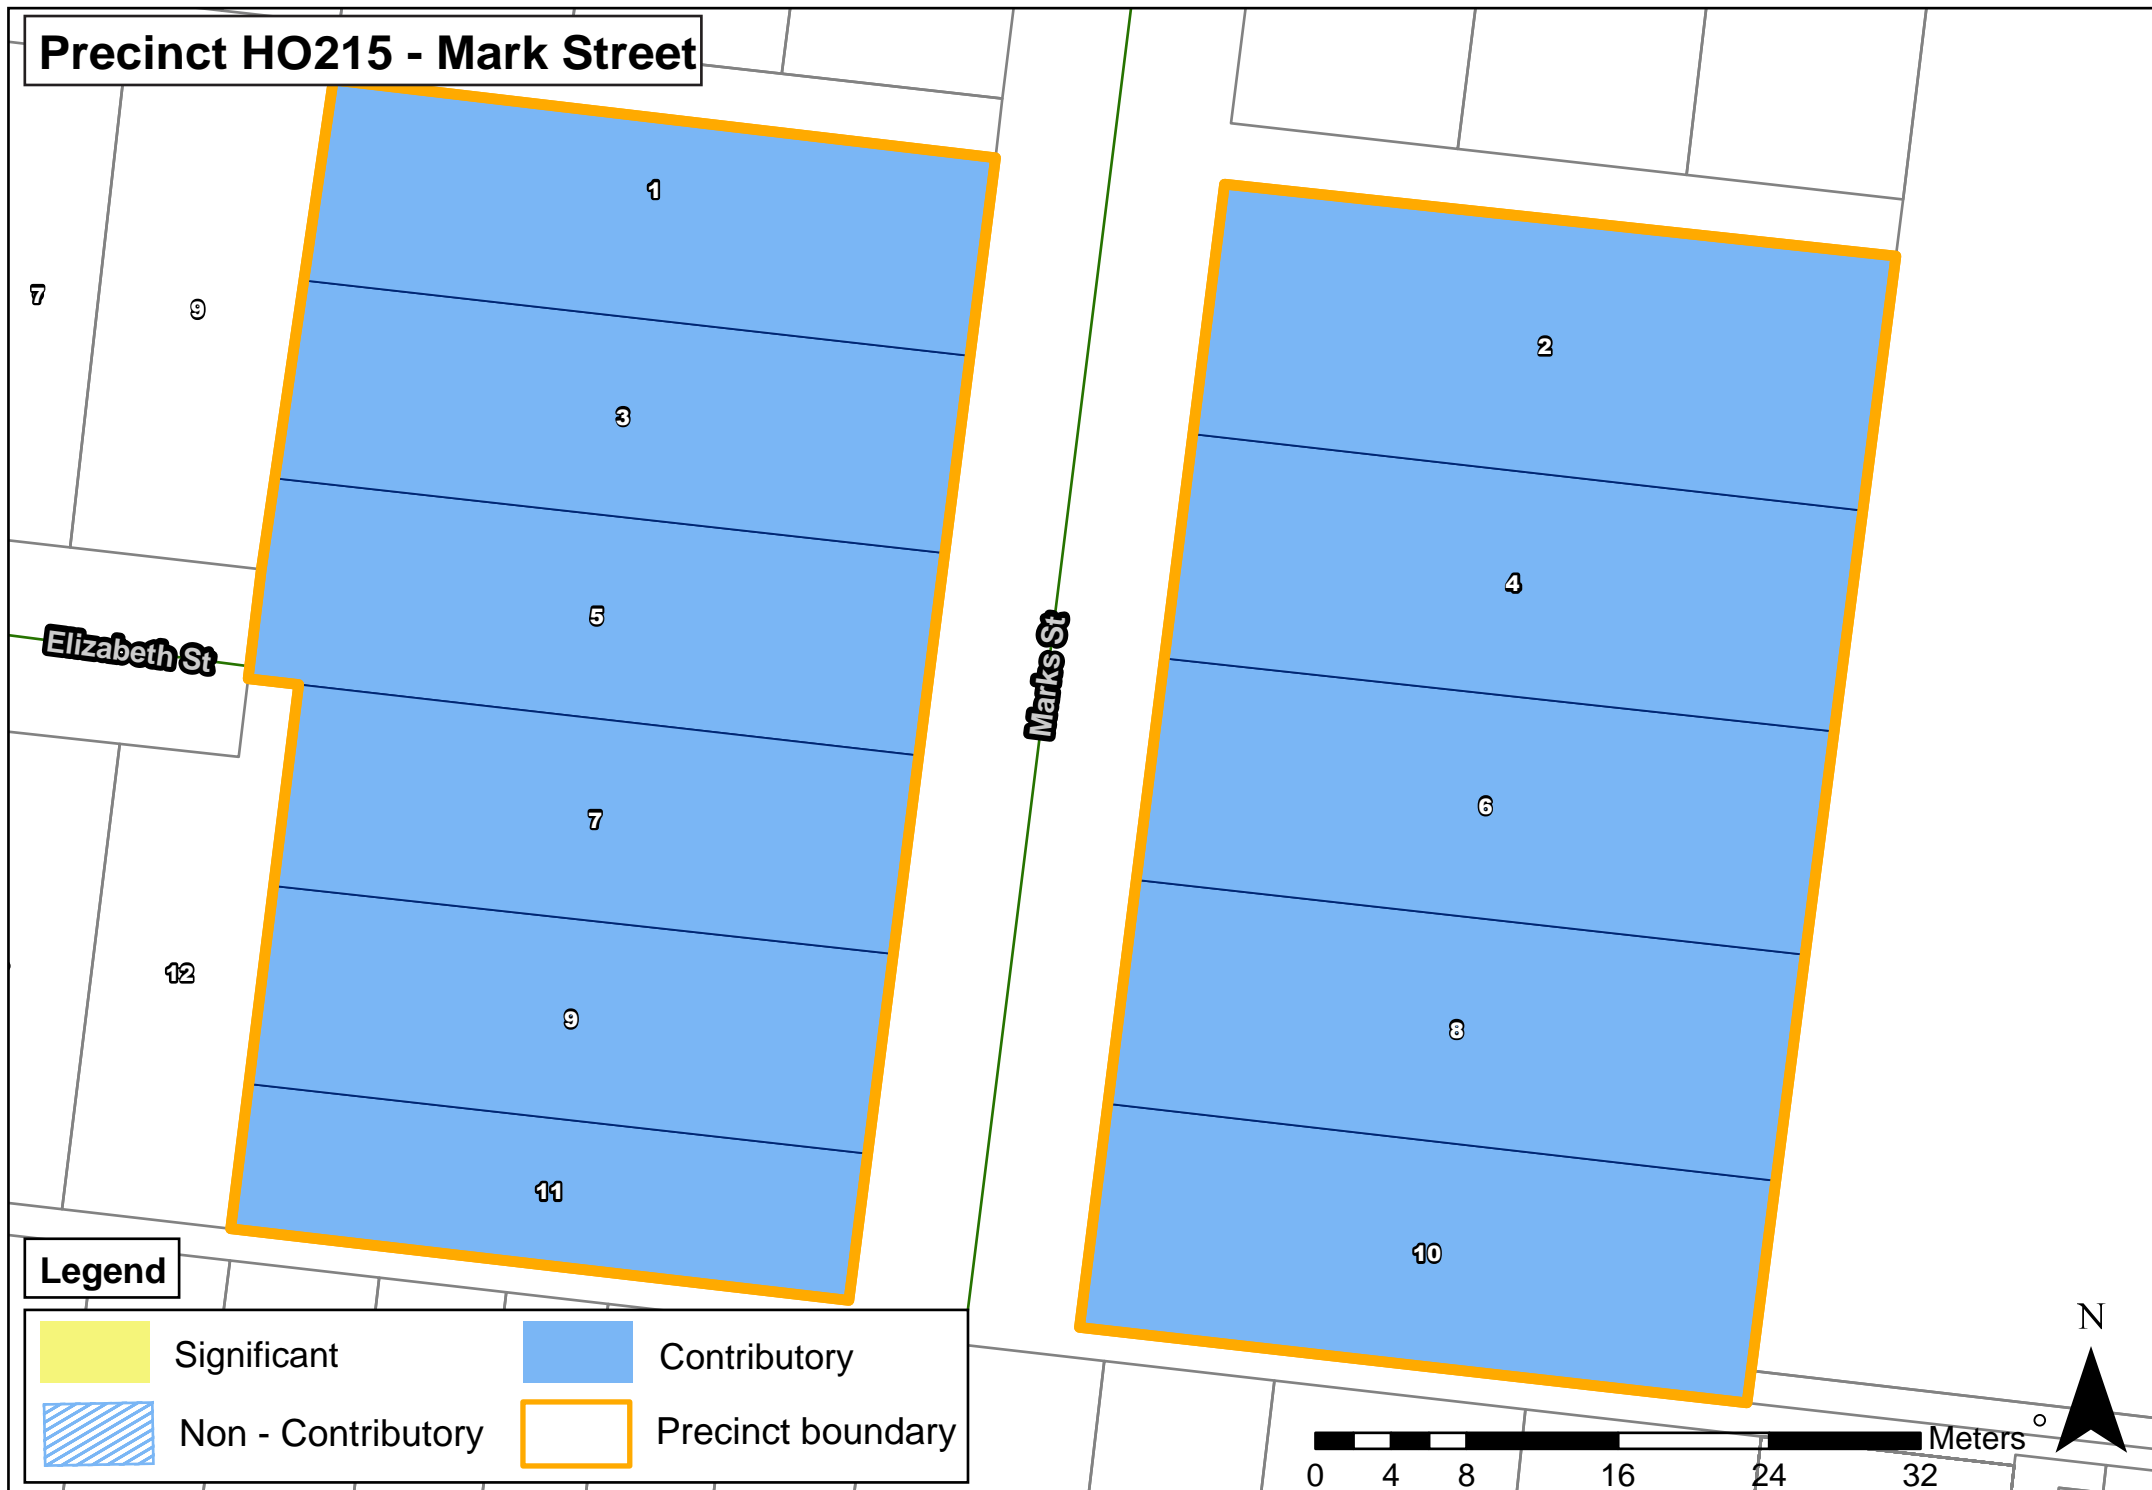 Precinct HO215 - Mark Street
1
2
7
9
3
4
5
Elizabeth St
Marks St
7
6
12
9
8
11
10
Legend
Significant
Contributory
Non - Contributory
Precinct boundary
N
Meters
0 4 8 16 24 32